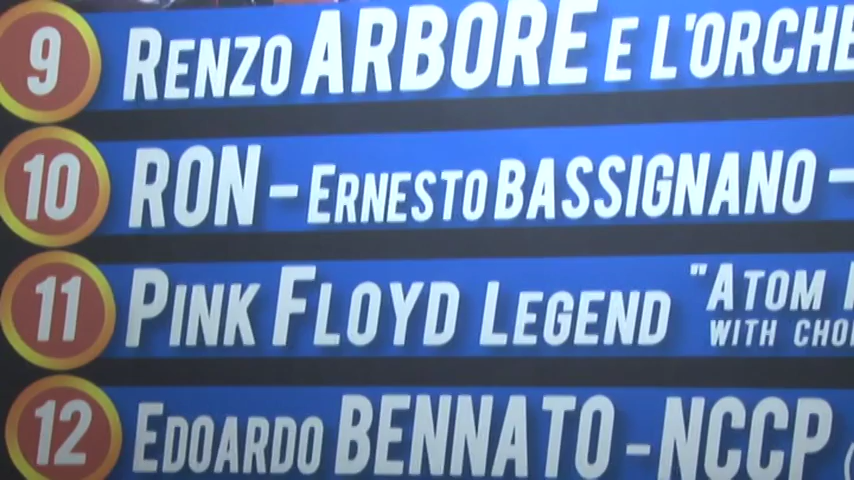 9 RENZO ARBORE E L'ORCHE
10 RON - ERNESTO BASSIGNANO -
11 PINK FLOYD LEGEND "ATOM
WITH CHO
12 EDOARDO BENNATO - NCCP (